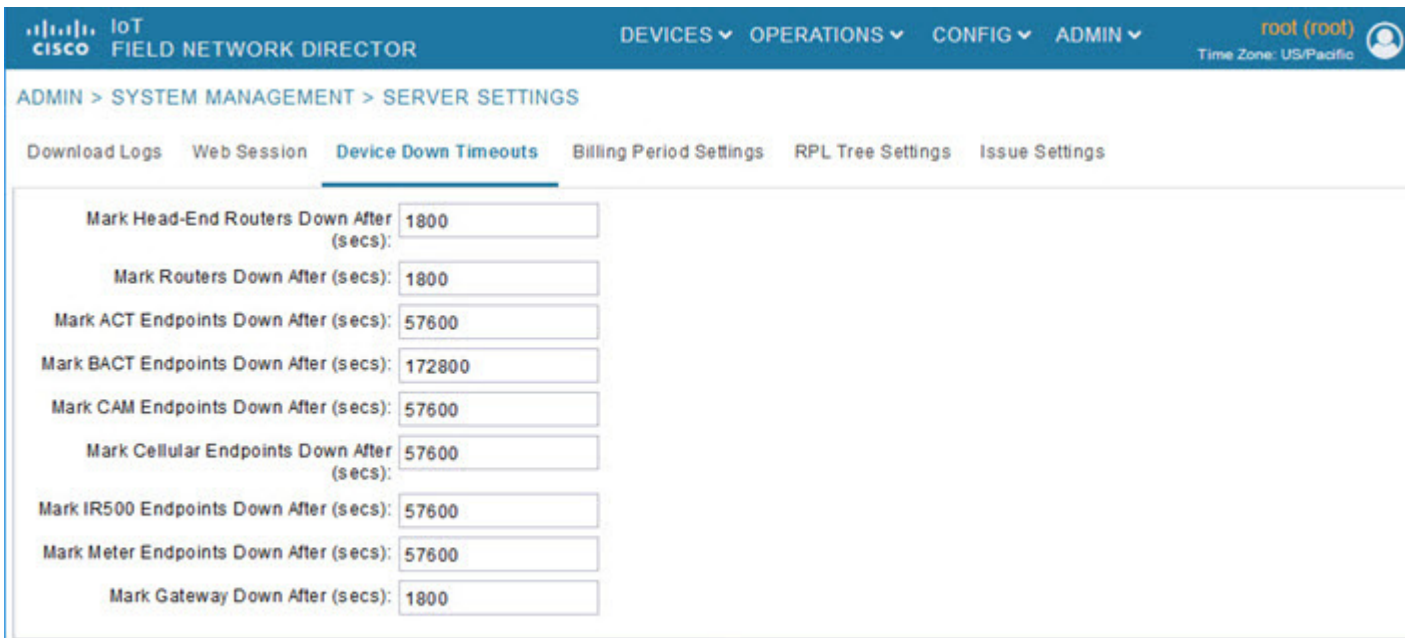 IoT
CISCO FIELD NETWORK DIRECTOR
DEVICES OPERATIONS CONFIG ADMIN
root (root)
Time Zone: US/Pacific
ADMIN > SYSTEM MANAGEMENT > SERVER SETTINGS
Download Logs Web Session Device Down Timeouts Billing Period Settings RPL Tree Settings Issue Settings
Mark Head-End Routers Down After 1800
(secs):
Mark Routers Down After (secs): 1800
Mark ACT Endpoints Down After (secs): 57600
Mark BACT Endpoints Down After (secs): 172800
Mark CAM Endpoints Down After (secs): 57600
Mark Cellular Endpoints Down After 57600
(secs):
Mark IR500 Endpoints Down After (secs): 57600
Mark Meter Endpoints Down After (secs): 57600
Mark Gateway Down After (secs): 1800